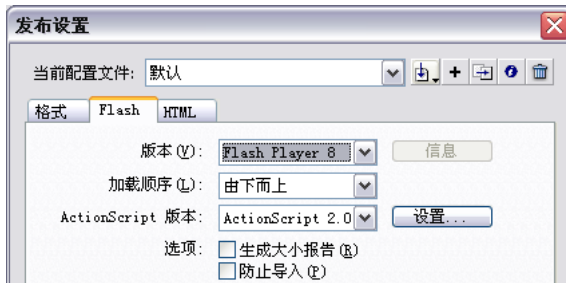 发布设置
当前配置文件: 默认
格式 Flash HTML
版本(V): Flash Player 8 信息
加载顺序(L): 由下而上
ActionScript 版本: ActionScript 2.0 设置...
选项: 生成大小报告(R)
防止导入(P)